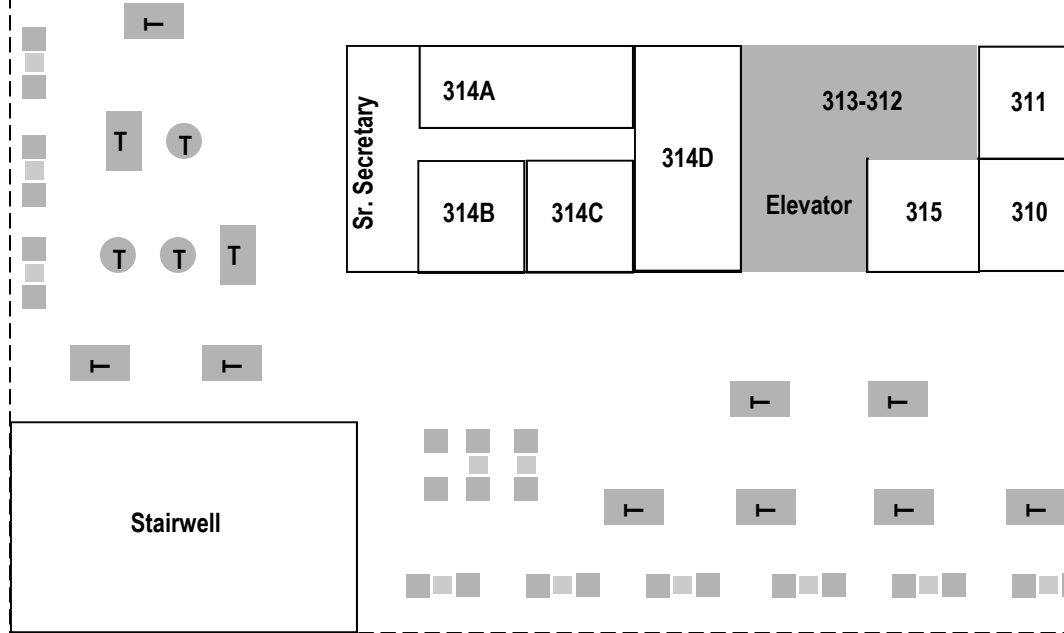 T
314A
313-312
311
Sr. Secretary
T
T
314D
314B
314C
Elevator
315
310
T
T
T
T
T
T
T
Stairwell
T
T
T
T